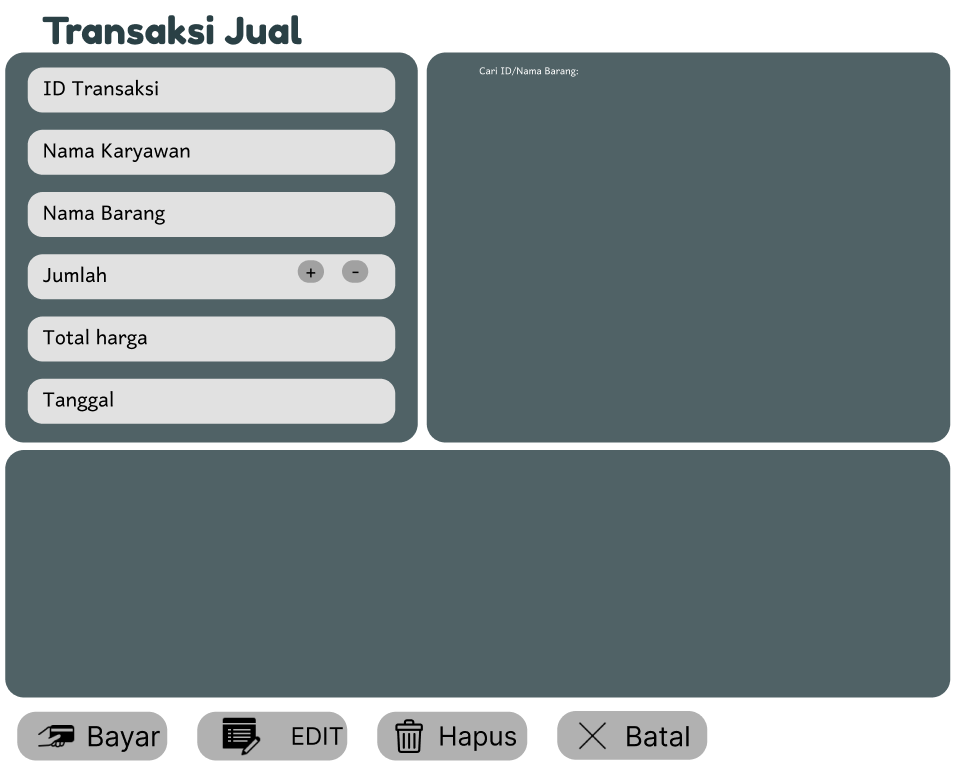 Transaksi Jual
ID Transaksi
Nama Karyawan
Nama Barang
Jumlah + -
Total harga
Tanggal
Cari ID/Nama Barang:
Bayar
EDIT
Hapus
Batal